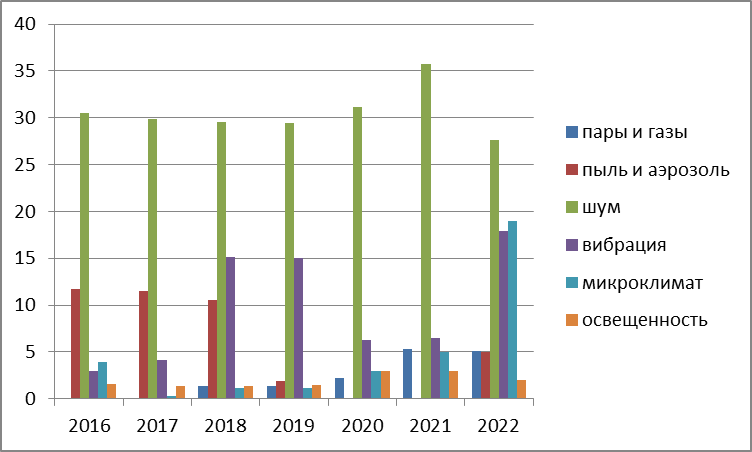 40
35
30
25
20
15
10
5
0
2016 2017 2018 2019 2020 2021 2022
пары и газы
пыль и аэрозоль
шум
вибрация
микроклимат
освещенность